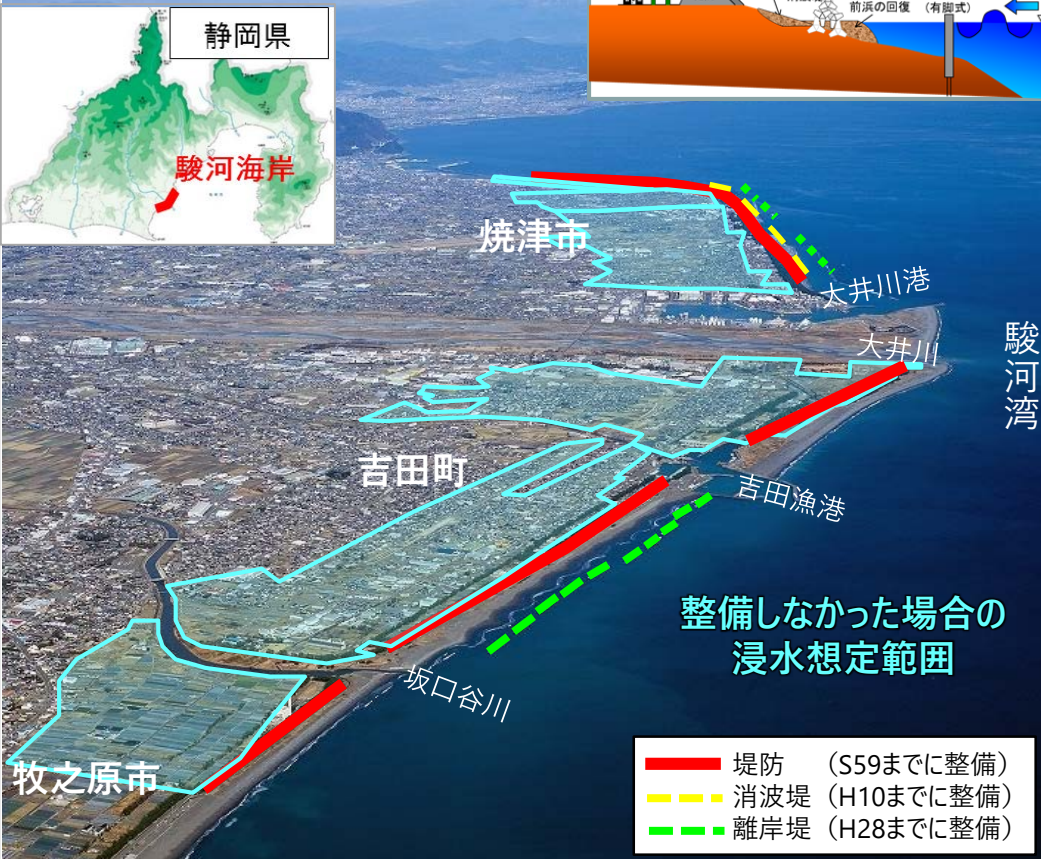 静岡県
駿河海岸
前浜の回復
(有脚式)
焼津市
大井川港
大井川
駿河湾
吉田町
吉田漁港
整備しなかった場合の
浸水想定範囲
坂口谷川
牧之原市
堤防 (S59までに整備)
消波堤 (H10までに整備)
離岸堤 (H28までに整備)